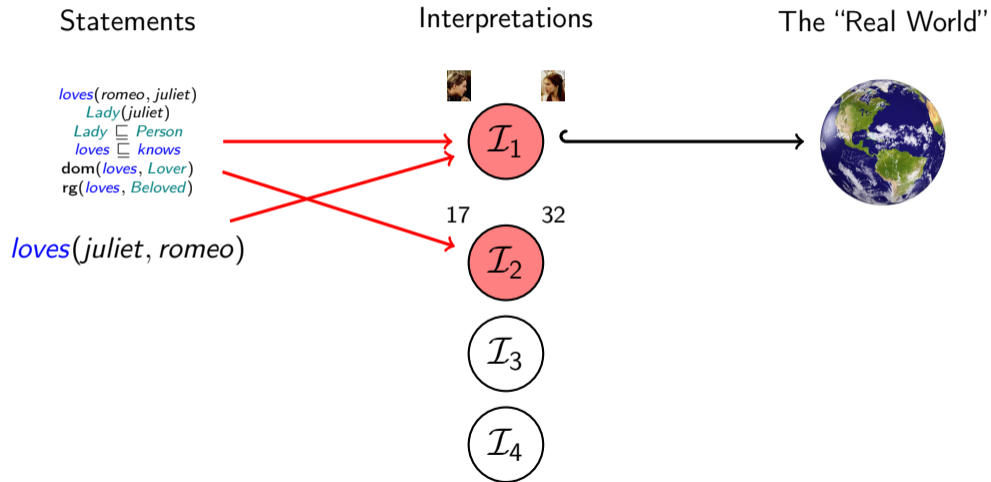 Statements
Interpretations
The “Real World”
loves(romeo, juliet)
Lady(juliet)
Lady ⊑ Person
loves ⊑ knows
dom(loves, Lover)
rg(loves, Beloved)
loves(juliet, romeo)
ℐ₁
17 32
ℐ₂
ℐ₃
ℐ₄